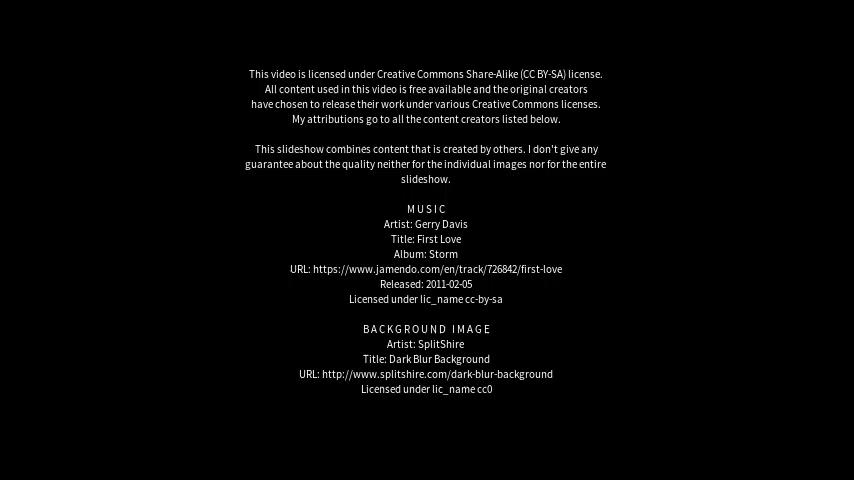 This video is licensed under Creative Commons Share-Alike (CC BY-SA) license.
All content used in this video is free available and the original creators
have chosen to release their work under various Creative Commons licenses.
My attributions go to all the content creators listed below.
This slideshow combines content that is created by others. I don't give any
guarantee about the quality neither for the individual images nor for the entire
slideshow.
MUSIC
Artist: Gerry Davis
Title: First Love
Album: Storm
URL: https://www.jamendo.com/en/track/726842/first-love
Released: 2011-02-05
Licensed under lic_name cc-by-sa
BACKGROUND IMAGE
Artist: SplitShire
Title: Dark Blur Background
URL: http://www.splitshire.com/dark-blur-background
Licensed under lic_name cc0